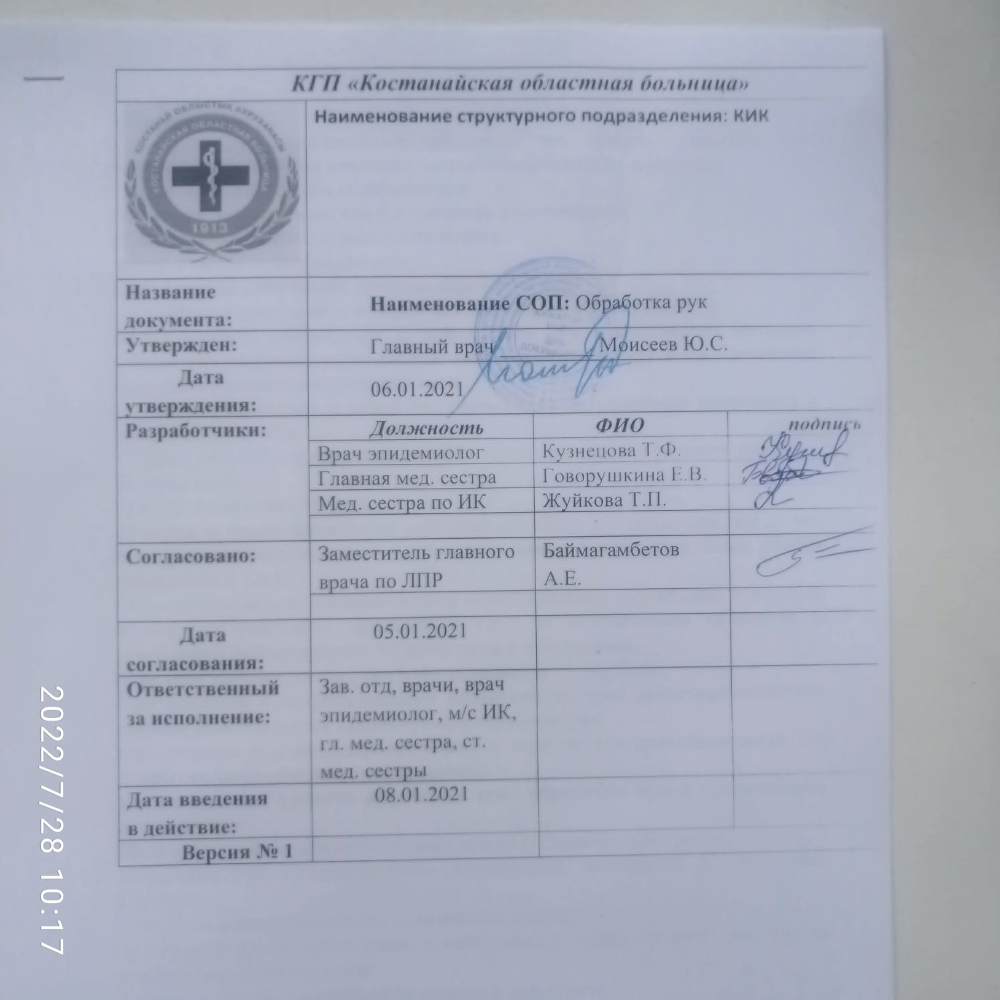 КГП «Костанайская областная больница»
КОСТАНАЙ ОБЛЫСТЫҚ АУРУХАНАСЫ
КОСТАНАЙСКАЯ ОБЛАСТНАЯ БОЛЬНИЦА
1913
Наименование структурного подразделения: КИК
Название
документа:
Наименование СОП: Обработка рук
Утвержден:
Главный врач __________ Моисеев Ю.С.
Дата
утверждения:
06.01.2021
Разработчики:
Должность ФИО подпись
Врач эпидемиолог Кузнецова Т.Ф.
Главная мед. сестра Говорушкина Е.В.
Мед. сестра по ИК Жуйкова Т.П.
Согласовано:
Заместитель главного
врача по ЛПР
Баймагамбетов
А.Е.
Дата
согласования:
05.01.2021
Ответственный
за исполнение:
Зав. отд, врачи, врач
эпидемиолог, м/с ИК,
гл. мед. сестра, ст.
мед. сестры
Дата введения
в действие:
08.01.2021
Версия № 1
2022/7/28 10:17